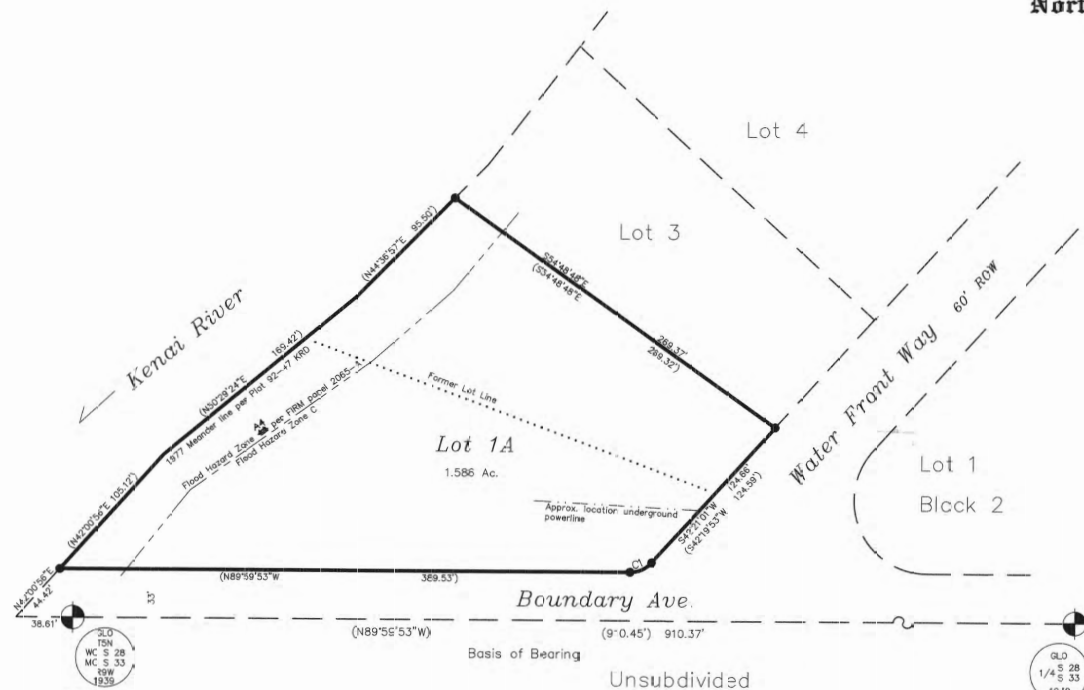 Nort
Lot 4
Lot 3
Kenai River
(N44°36'57"E 95.50')
S54°48'48"E 269.37'
(S34°48'48"E 269.32')
(N50°29'24"E 169.42')
1977 Meander line per Plat 92-47 KRD
Flood Hazard Zone A4 per FIRM panel 2065-A
Flood Hazard Zone C
Former Lot Line
Lot 1A
1.586 Ac.
Water Front Way 60' ROW
Lot 1
Block 2
(N42°00'56"E 105.12')
Approx. location underground
powerline
S42°21'01"W 124.66'
(S42°19'53"W 124.59')
C1
(N89°59'53"W 389.53')
N42°00'56"E
44.42'
33'
Boundary Ave.
38.61'
(N89°59'53"W) (9 0.45') 910.37'
Basis of Bearing
Unsubdivided
GLO
T5N
WC S 28
MC S 33
R9W
1939
GLO
1/4 S 28
S 33